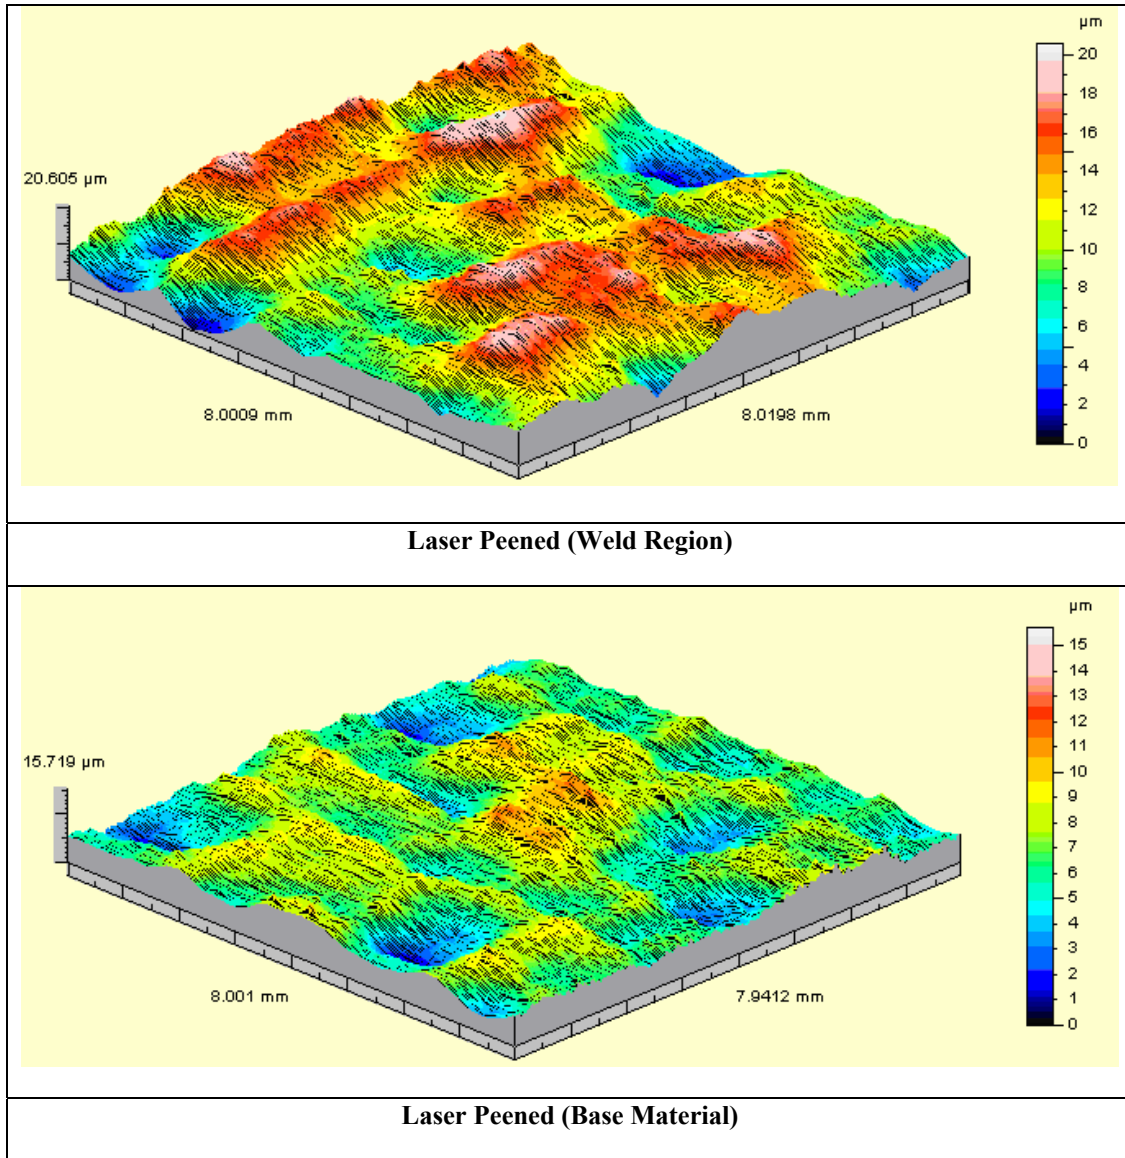 µm
20
18
16
14
12
10
8
6
4
2
0
20.605 µm
8.0009 mm
8.0198 mm
Laser Peened (Weld Region)
µm
15
14
13
12
11
10
9
8
7
6
5
4
3
2
1
0
15.719 µm
8.001 mm
7.9412 mm
Laser Peened (Base Material)